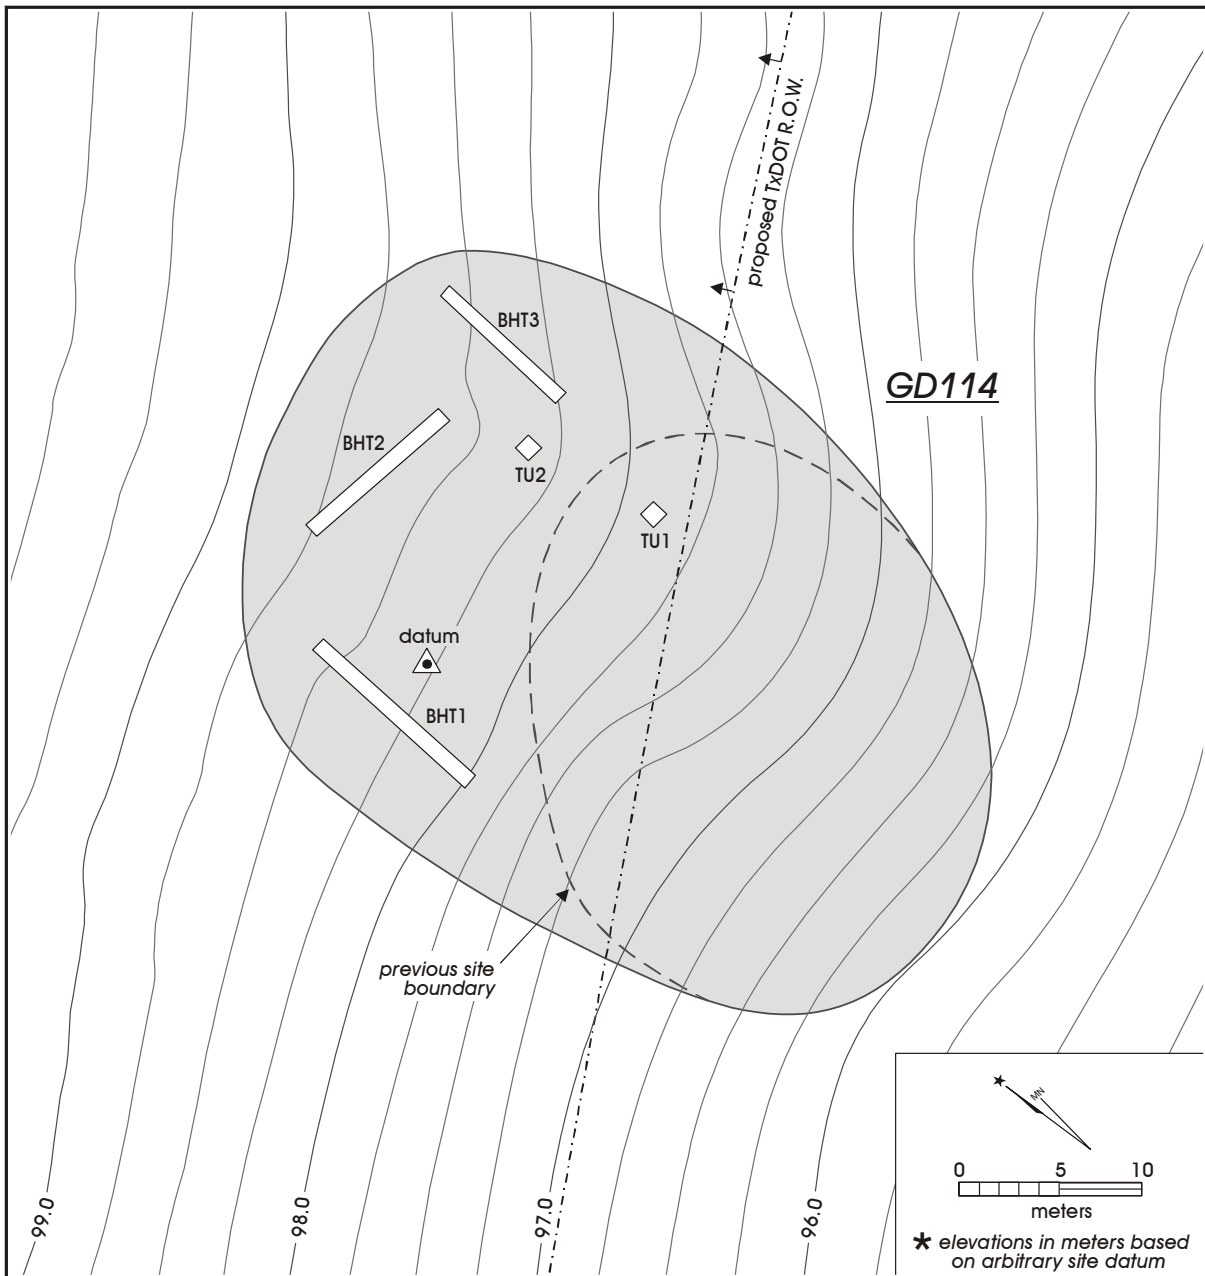 proposed TxDOT R.O.W.
BHT3
GD114
BHT2
TU2
TU1
datum
BHT1
previous site
boundary
MN
0 5 10
meters
99.0
98.0
97.0
96.0
* elevations in meters based
on arbitrary site datum